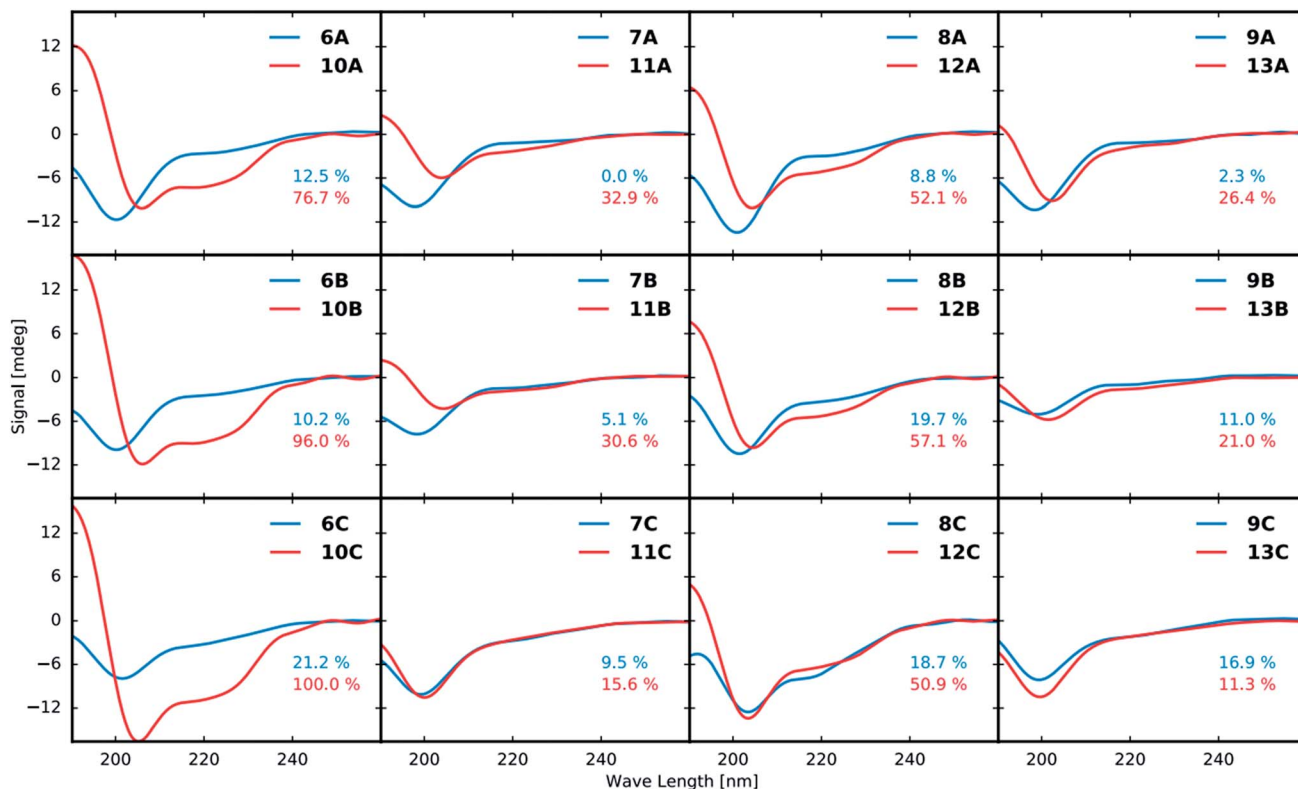 6A
10A
12.5 %
76.7 %
7A
11A
0.0 %
32.9 %
8A
12A
8.8 %
52.1 %
9A
13A
2.3 %
26.4 %
12
6
0
−6
−12
6B
10B
10.2 %
96.0 %
7B
11B
5.1 %
30.6 %
8B
12B
19.7 %
57.1 %
9B
13B
11.0 %
21.0 %
12
6
0
−6
−12
Signal [mdeg]
6C
10C
21.2 %
100.0 %
7C
11C
9.5 %
15.6 %
8C
12C
18.7 %
50.9 %
9C
13C
16.9 %
11.3 %
12
6
0
−6
−12
200 220 240 200 220 240 200 220 240 200 220 240
Wave Length [nm]